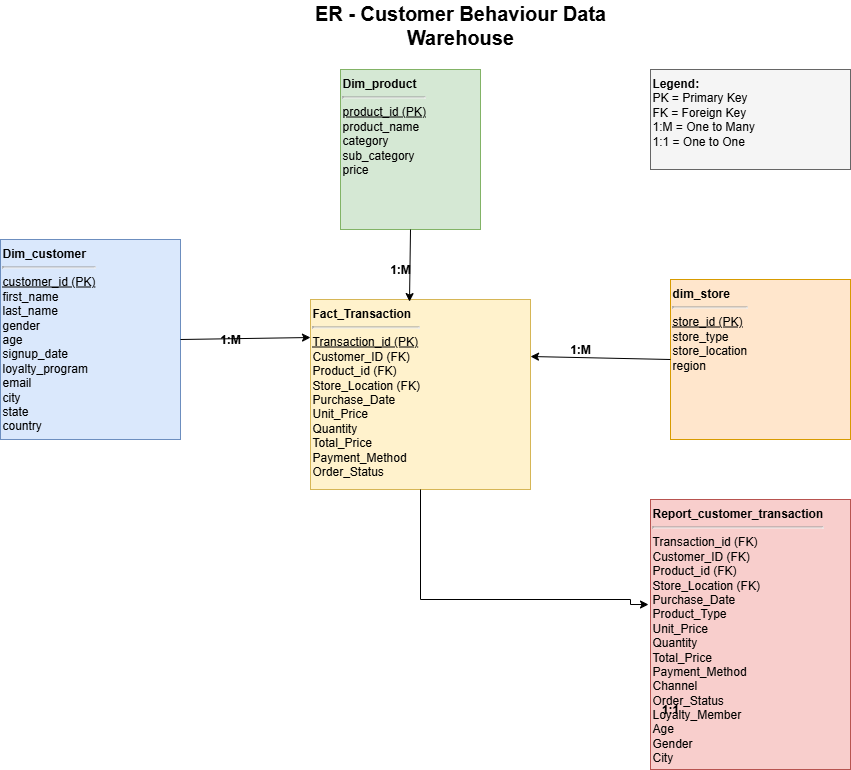 ER - Customer Behaviour Data
Warehouse
Dim_product
product_id (PK)
product_name
category
sub_category
price
Legend:
PK = Primary Key
FK = Foreign Key
1:M = One to Many
1:1 = One to One
Dim_customer
customer_id (PK)
first_name
last_name
gender
age
signup_date
loyalty_program
email
city
state
country
1:M
1:M
Fact_Transaction
Transaction_id (PK)
Customer_ID (FK)
Product_id (FK)
Store_Location (FK)
Purchase_Date
Unit_Price
Quantity
Total_Price
Payment_Method
Order_Status
1:M
dim_store
store_id (PK)
store_type
store_location
region
Report_customer_transaction
Transaction_id (FK)
Customer_ID (FK)
Product_id (FK)
Store_Location (FK)
Purchase_Date
Product_Type
Unit_Price
Quantity
Total_Price
Payment_Method
Channel
Order_Status
1:1
Loyalty_Member
Age
Gender
City